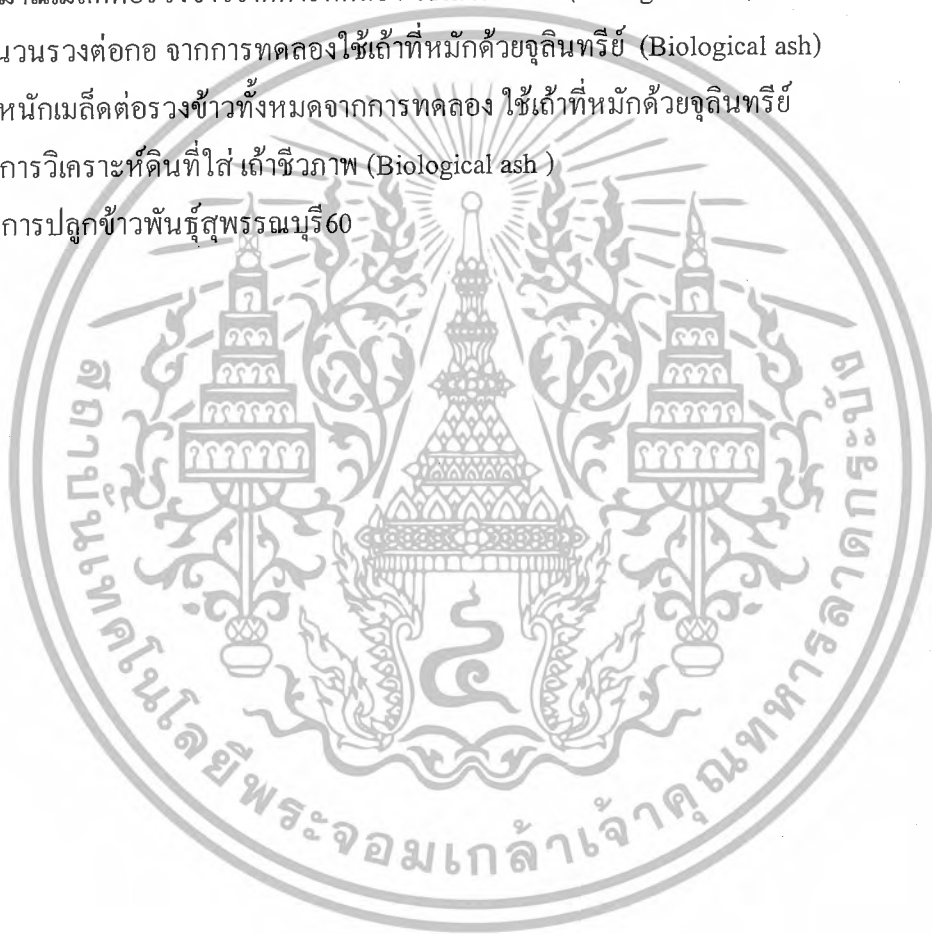 นวนรวงต่อกอ จากการทดลองใช้เถ้าที่หมักด้วยจุลินทรีย์ (Biological ash)
หนักเมล็ดต่อรวงข้าวทั้งหมดจากการทดลอง ใช้เถ้าที่หมักด้วยจุลินทรีย์
การวิเคราะห์ดินที่ใส่ เถ้าชีวภาพ (Biological ash )
การปลูกข้าวพันธุ์สุพรรณบุรี60
สถาบันเทคโนโลยีพระจอมเกล้าเจ้าคุณทหารลาดกระบัง
๔